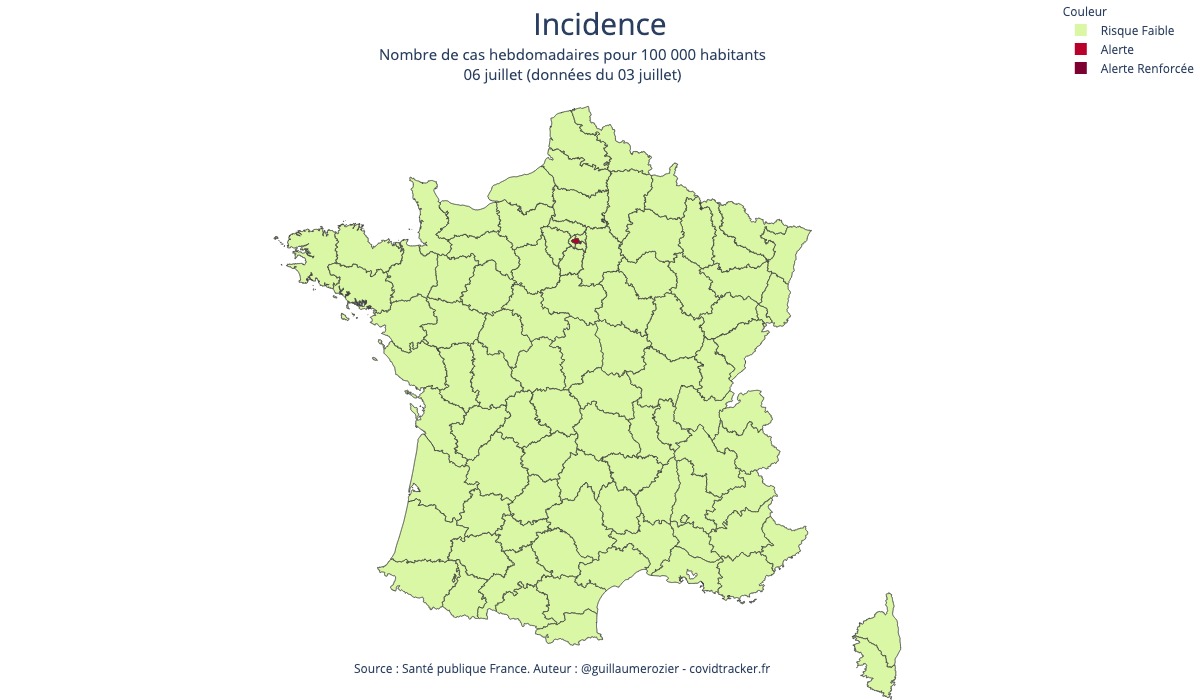 Incidence
Nombre de cas hebdomadaires pour 100 000 habitants
06 juillet (données du 03 juillet)
Couleur
Risque Faible
Alerte
Alerte Renforcée
Source : Santé publique France. Auteur : @guillaumerozier - covidtracker.fr